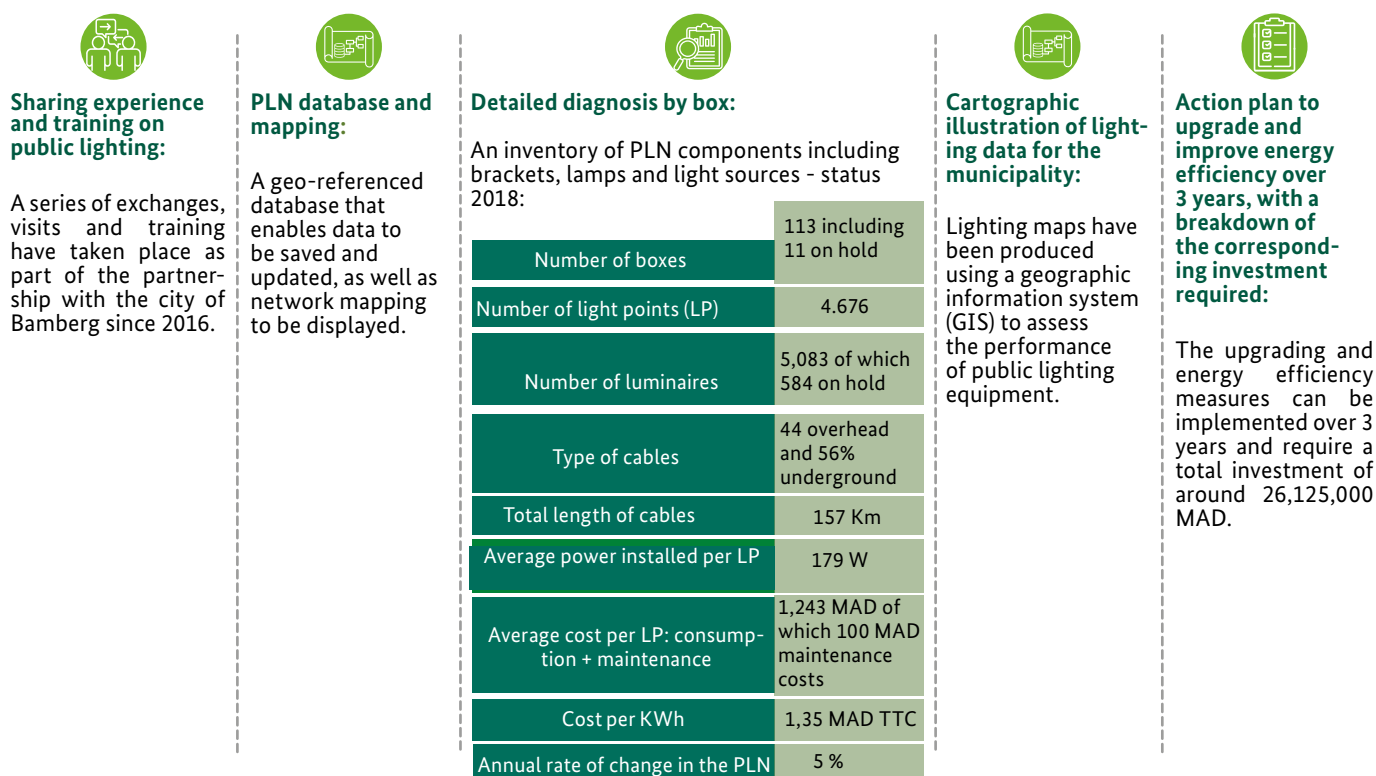 Sharing experience
and training on
public lighting:
A series of exchanges,
visits and training
have taken place as
part of the partner-
ship with the city of
Bamberg since 2016.
PLN database and
mapping:
A geo-referenced
database that
enables data to
be saved and
updated, as well as
network mapping
to be displayed.
Detailed diagnosis by box:
An inventory of PLN components including
brackets, lamps and light sources - status
2018:
Number of boxes
113 including
11 on hold
Number of light points (LP)
4.676
Number of luminaires
5,083 of which
584 on hold
Type of cables
44 overhead
and 56%
underground
Total length of cables
157 Km
Average power installed per LP
179 W
Average cost per LP: consump-
tion + maintenance
1,243 MAD of
which 100 MAD
maintenance
costs
Cost per KWh
1,35 MAD TTC
Annual rate of change in the PLN
5 %
Cartographic
illustration of light-
ing data for the
municipality:
Lighting maps have
been produced
using a geographic
information system
(GIS) to assess
the performance
of public lighting
equipment.
Action plan to
upgrade and
improve energy
efficiency over
3 years, with a
breakdown of
the correspond-
ing investment
required:
The upgrading and
energy efficiency
measures can be
implemented over 3
years and require a
total investment of
around 26,125,000
MAD.